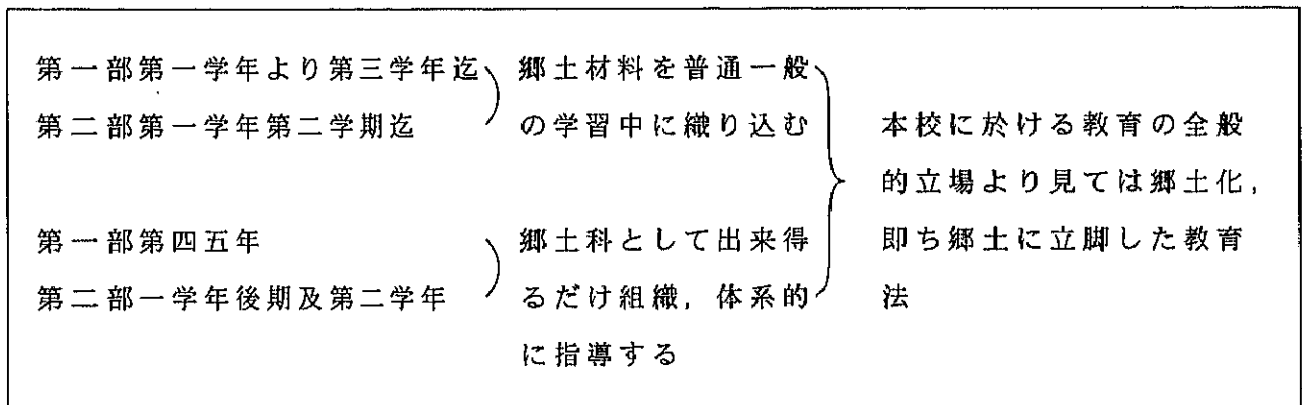 第一部第一学年より第三学年迄
第二部第一学年第二学期迄
郷土材料を普通一般
の学習中に織り込む
第一部第四五年
第二部一学年後期及第二学年
郷土科として出来得
るだけ組織，体系的
に指導する
本校に於ける教育の全般
的立場より見ては郷土化，
即ち郷土に立脚した教育
法